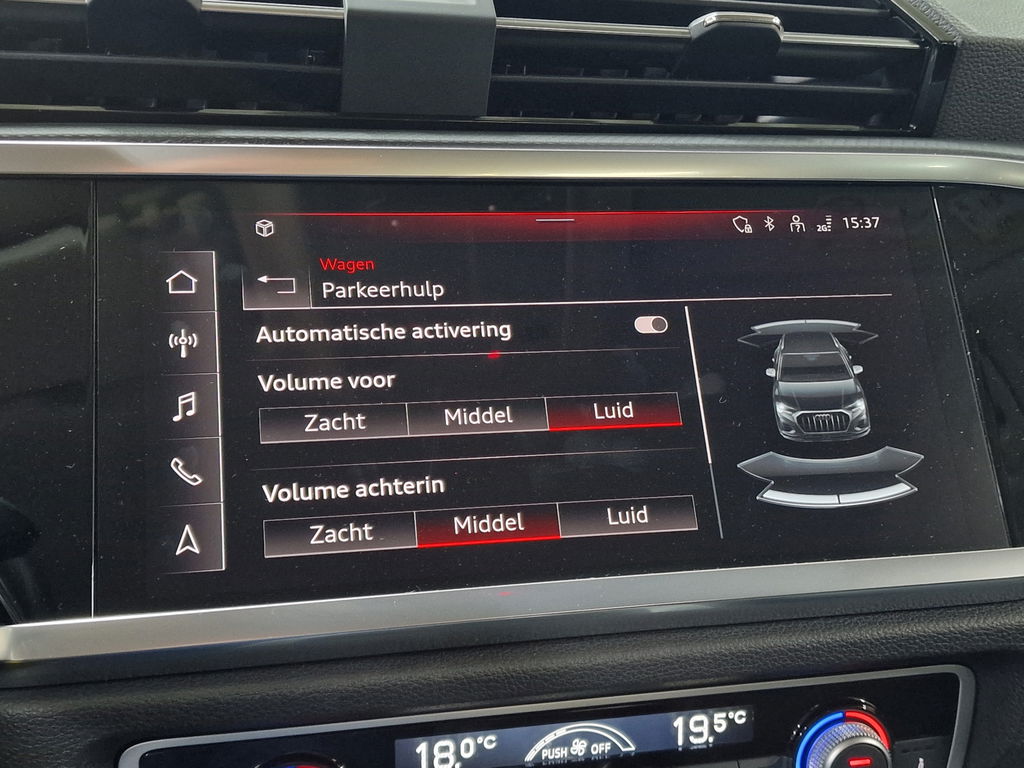 2G 15:37
Wagen
Parkeerhulp
Automatische activering
Volume voor
Zacht Middel Luid
Volume achterin
Zacht Middel Luid
18.0°C PUSH OFF 19.5°C